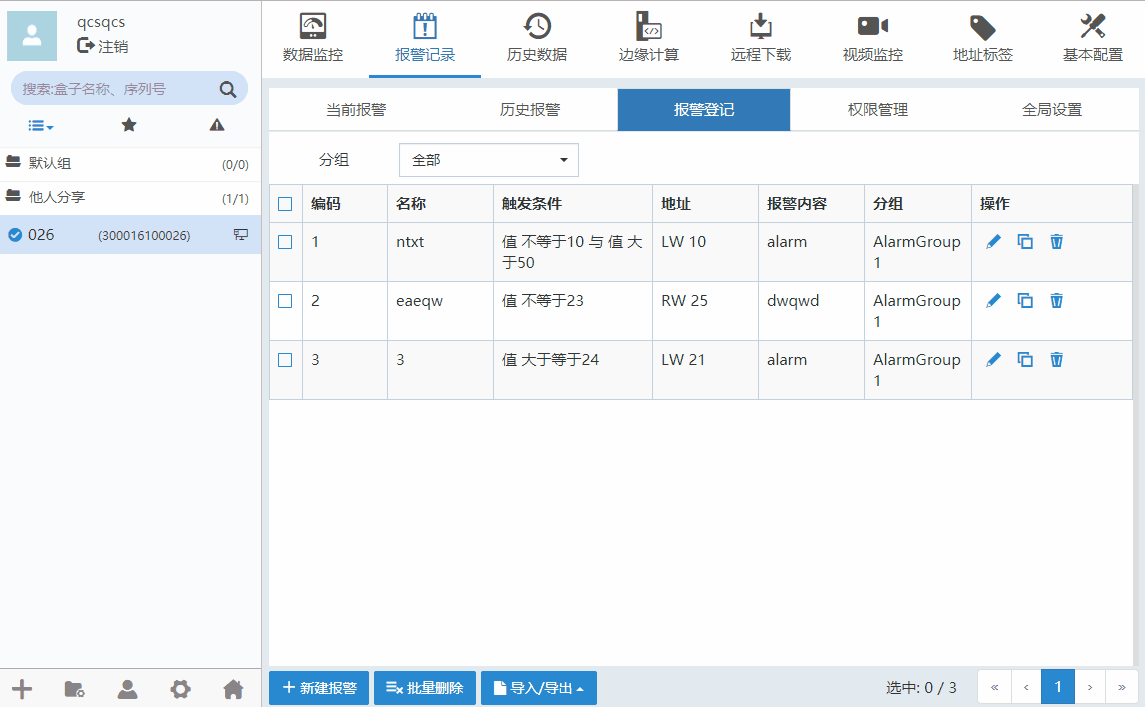 qcsqcs
注销
搜索:盒子名称、序列号
默认组 (0/0)
他人分享 (1/1)
026 (300016100026)
数据监控 报警记录 历史数据 边缘计算 远程下载 视频监控 地址标签 基本配置
当前报警 历史报警 报警登记 权限管理 全局设置
分组 全部
编码 名称 触发条件 地址 报警内容 分组 操作
1 ntxt 值 不等于10 与 值 大于50 LW 10 alarm AlarmGroup1
2 eaeqw 值 不等于23 RW 25 dwqwd AlarmGroup1
3 3 值 大于等于24 LW 21 alarm AlarmGroup1
新建报警 批量删除 导入/导出 选中: 0 / 3 « ‹ 1 › »